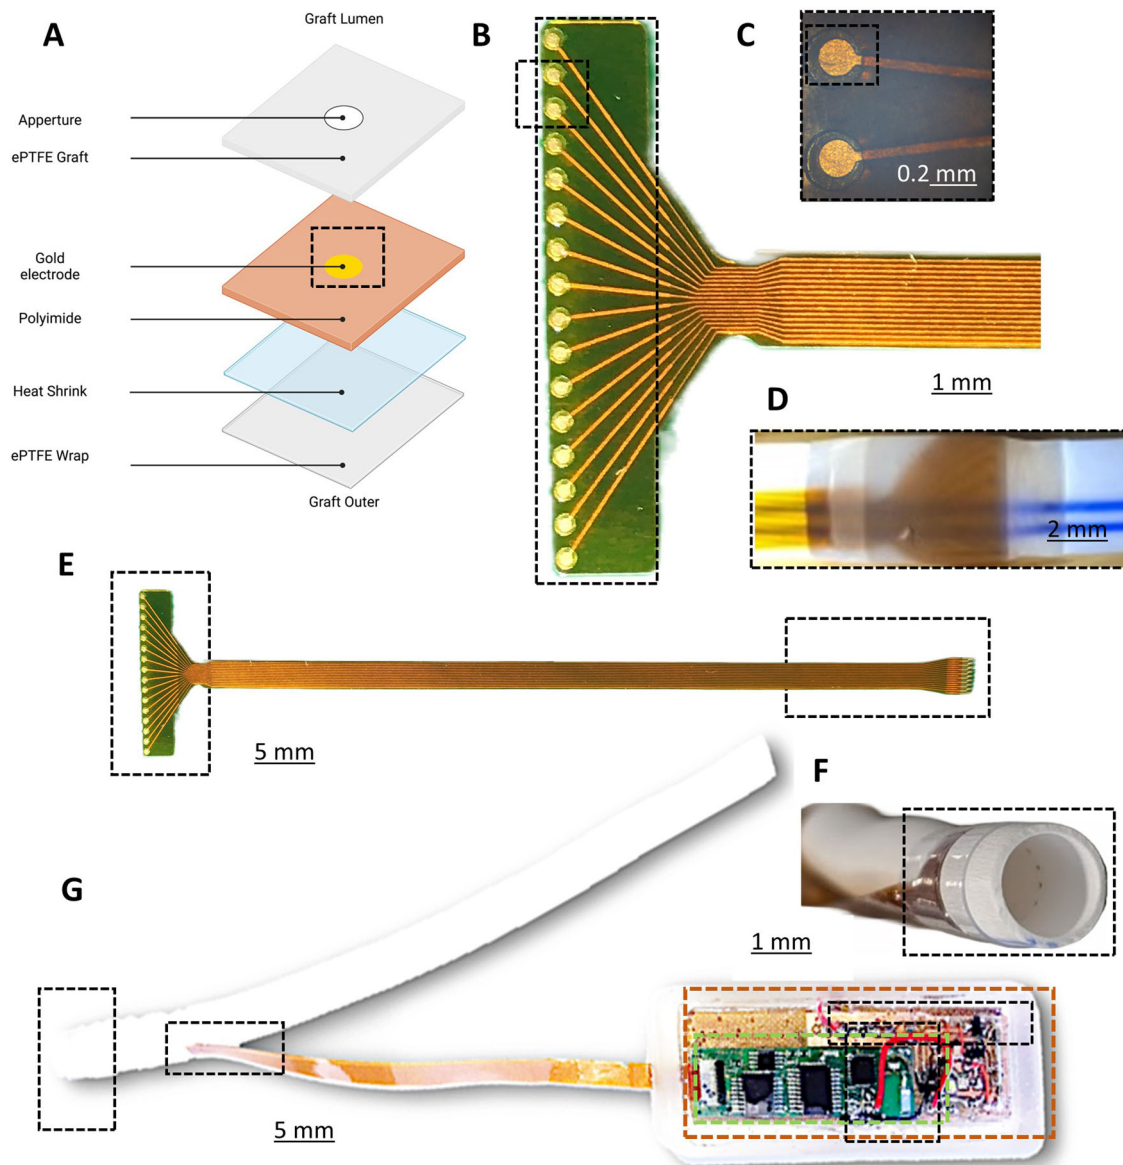 A
Graft Lumen
Apperture
ePTFE Graft
Gold
electrode
Polyimide
Heat Shrink
ePTFE Wrap
Graft Outer
B
1 mm
C
0.2 mm
D
2 mm
E
5 mm
F
1 mm
G
5 mm